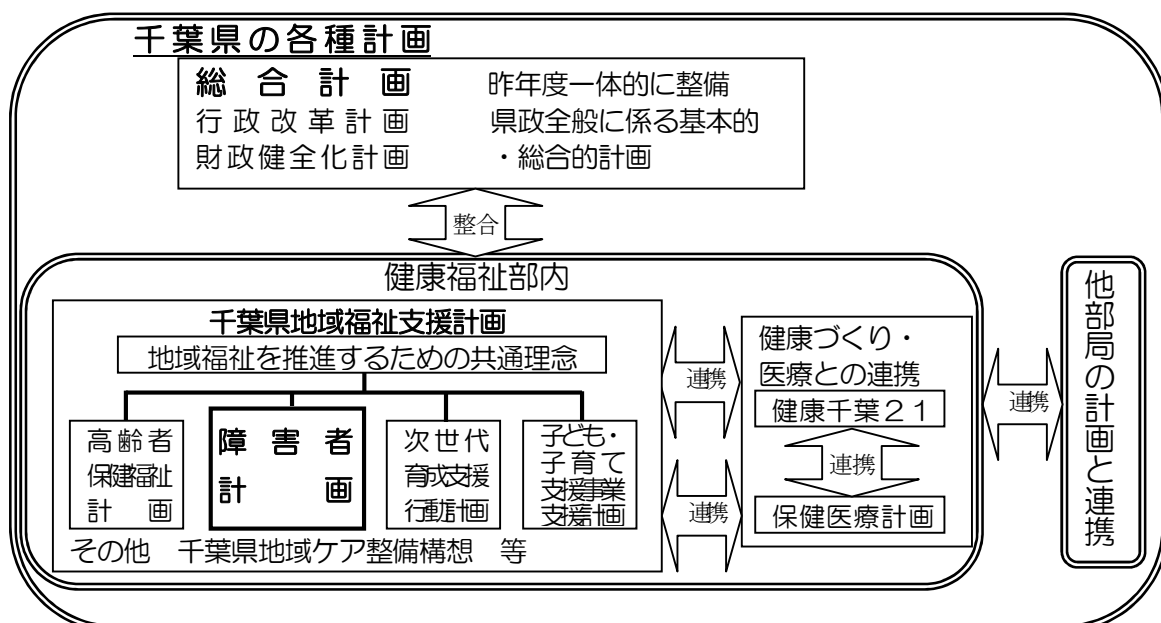 千葉県の各種計画
総合計画 昨年度一体的に整備
行政改革計画 県政全般に係る基本的
財政健全化計画 ・総合的計画
整合
健康福祉部内
千葉県地域福祉支援計画
地域福祉を推進するための共通理念
高齢者
保健福祉
計画
障害者
計画
次世代
育成支援
行動計画
子ども・
子育て
支援事業
支援計画
その他 千葉県地域ケア整備構想 等
連携
連携
健康づくり・
医療との連携
健康千葉21
連携
保健医療計画
連携
他部局の計画と連携